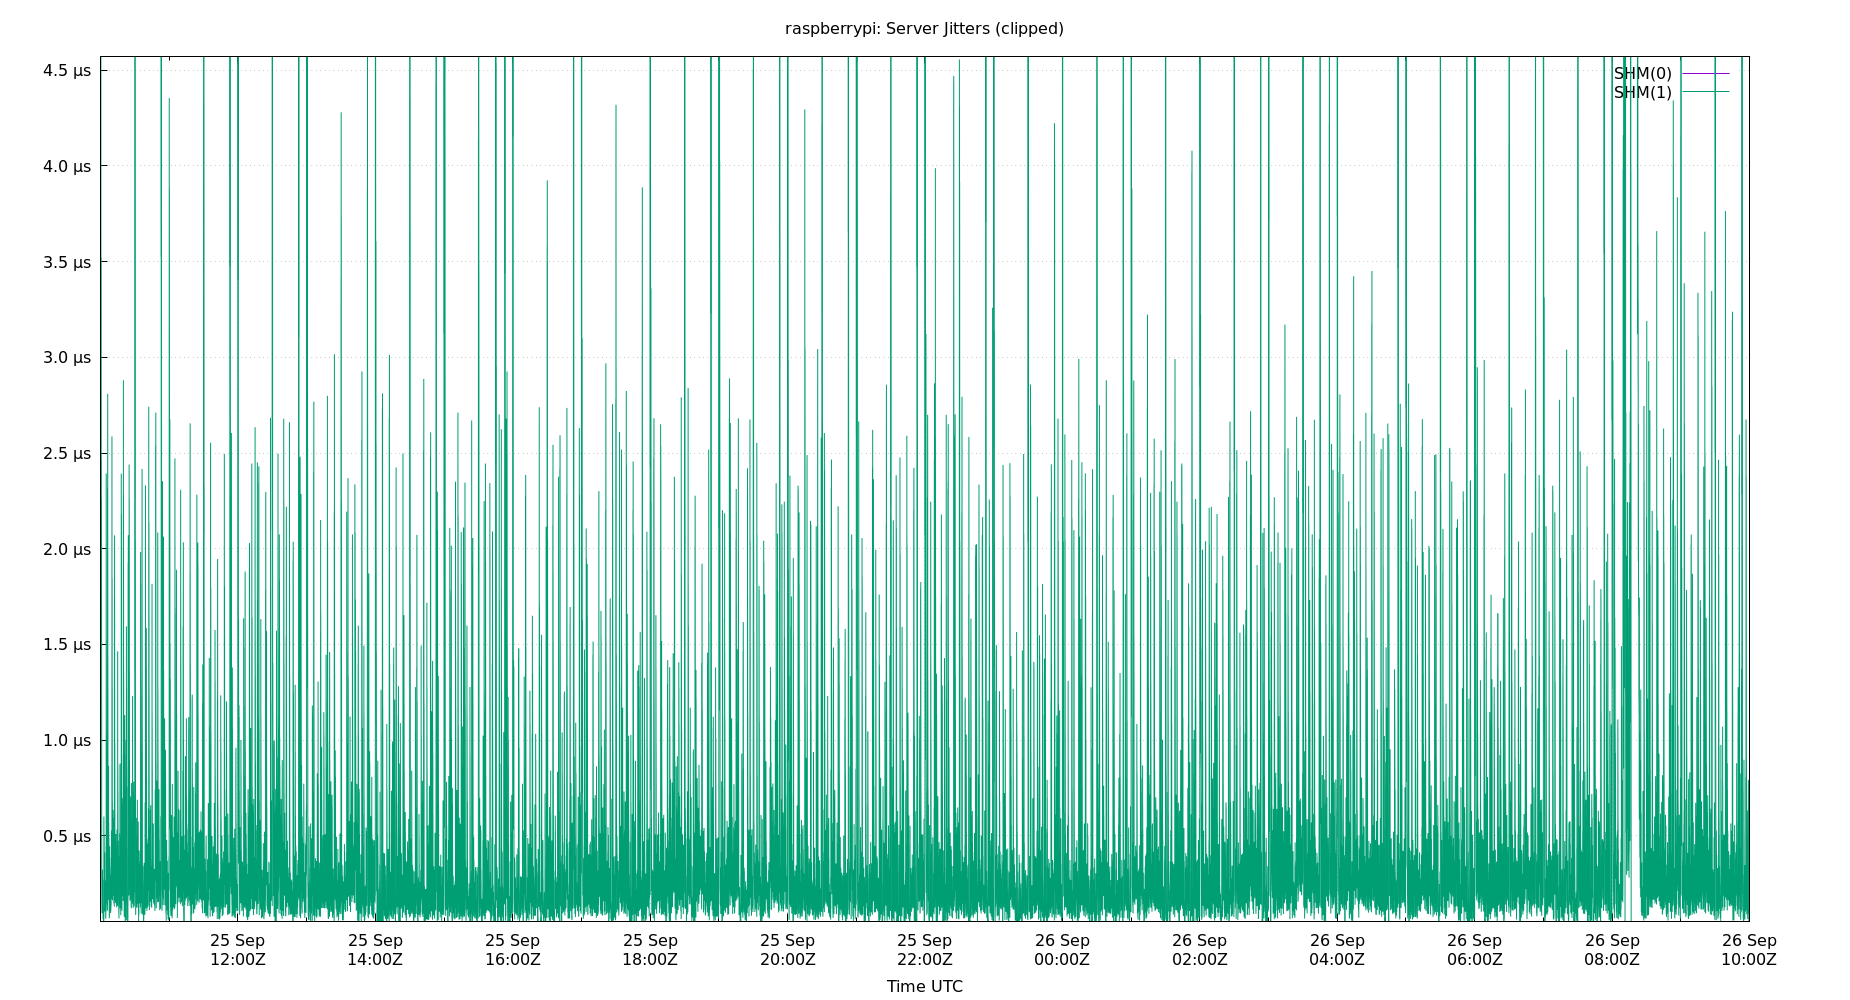 raspberrypi: Server Jitters (clipped)
SHM(0)
SHM(1)
4.5 µs
4.0 µs
3.5 µs
3.0 µs
2.5 µs
2.0 µs
1.5 µs
1.0 µs
0.5 µs
25 Sep 25 Sep 25 Sep 25 Sep 25 Sep 25 Sep 26 Sep 26 Sep 26 Sep 26 Sep 26 Sep 26 Sep
12:00Z 14:00Z 16:00Z 18:00Z 20:00Z 22:00Z 00:00Z 02:00Z 04:00Z 06:00Z 08:00Z 10:00Z
Time UTC